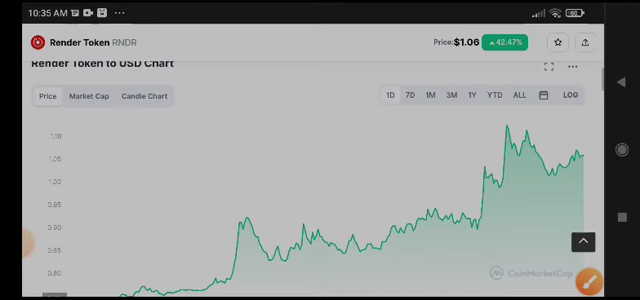 10:35 AM
Render Token RNDR
Price: $1.06 42.47%
Render Token to USD Chart
Price Market Cap Candle Chart
1D 7D 1M 3M 1Y YTD ALL LOG
1.10
1.05
1.00
0.95
0.90
0.85
0.80
CoinMarketCap